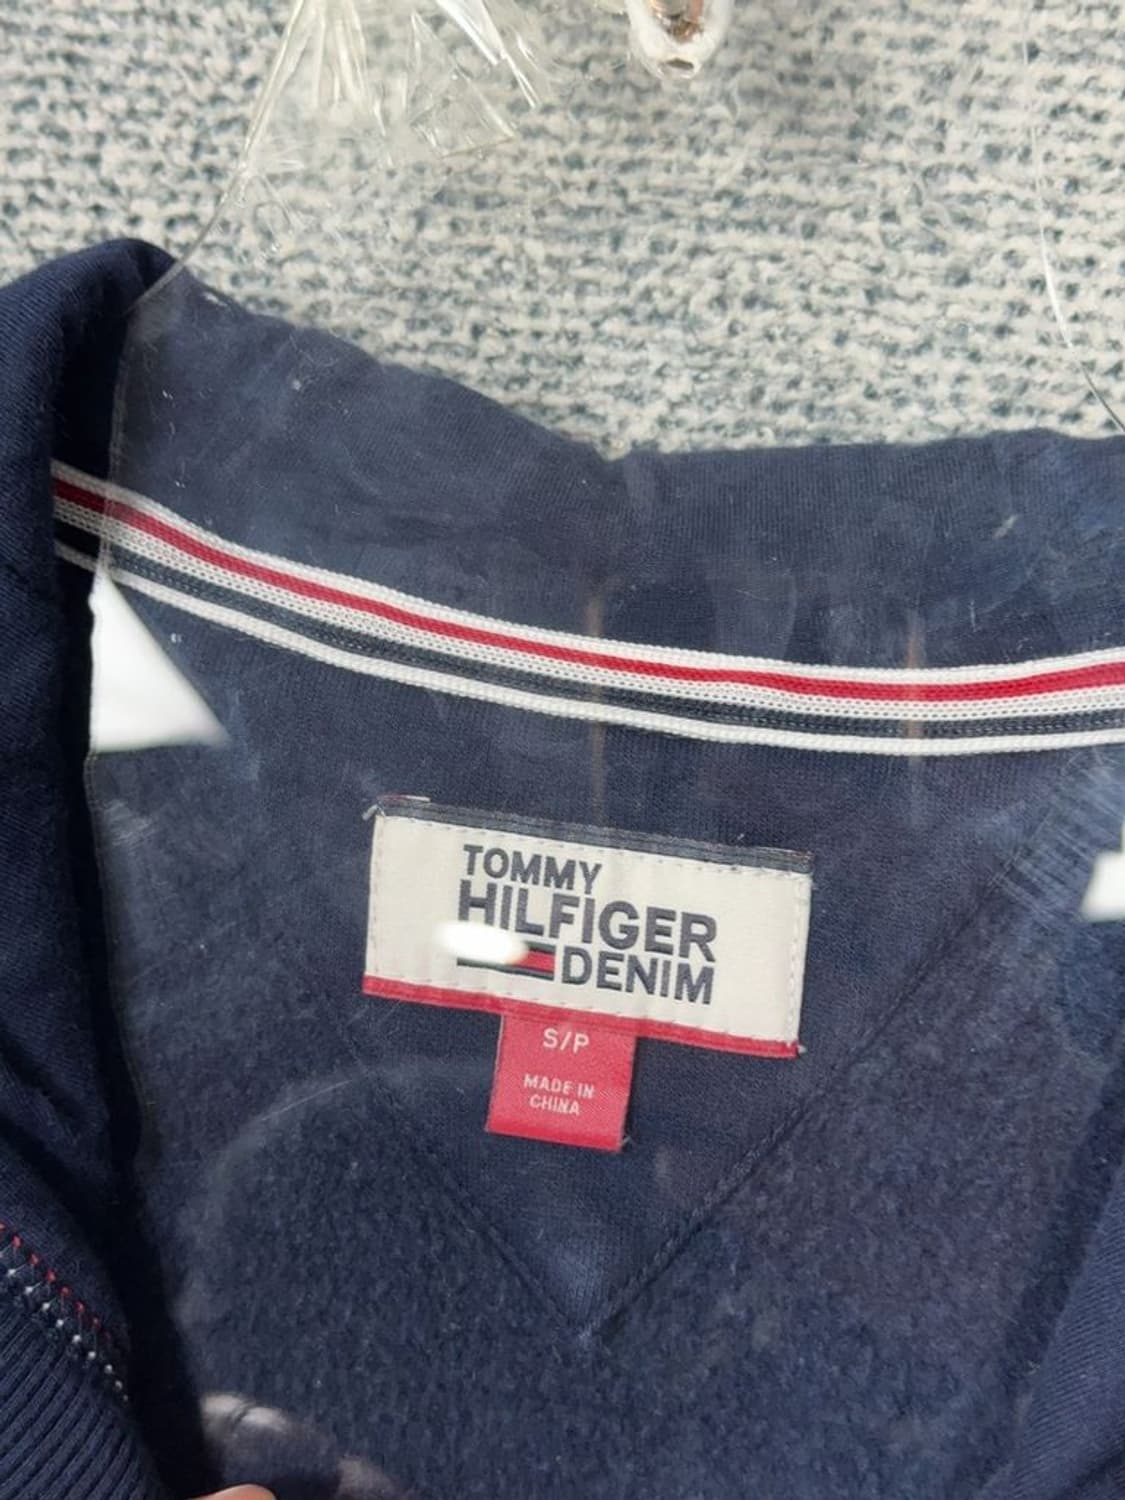 TOMMY
HILFIGER
DENIM
S/P
MADE IN
CHINA